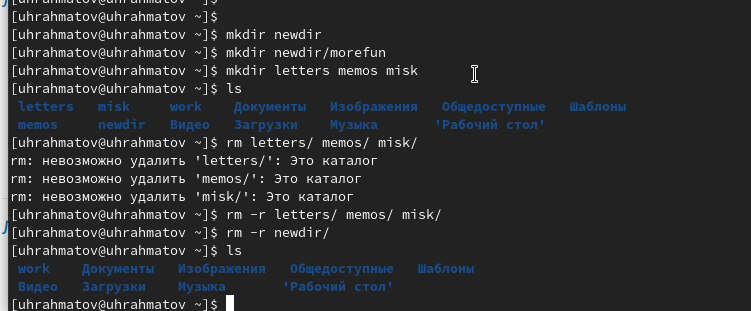 [uhrahmatov@uhrahmatov ~]$
[uhrahmatov@uhrahmatov ~]$ mkdir newdir
[uhrahmatov@uhrahmatov ~]$ mkdir newdir/morefun
[uhrahmatov@uhrahmatov ~]$ mkdir letters memos misk
[uhrahmatov@uhrahmatov ~]$ ls
letters misk work Документы Изображения Общедоступные Шаблоны
memos newdir Видео Загрузки Музыка 'Рабочий стол'
[uhrahmatov@uhrahmatov ~]$ rm letters/ memos/ misk/
rm: невозможно удалить 'letters/': Это каталог
rm: невозможно удалить 'memos/': Это каталог
rm: невозможно удалить 'misk/': Это каталог
[uhrahmatov@uhrahmatov ~]$ rm -r letters/ memos/ misk/
[uhrahmatov@uhrahmatov ~]$ rm -r newdir/
[uhrahmatov@uhrahmatov ~]$ ls
work Документы Изображения Общедоступные Шаблоны
Видео Загрузки Музыка 'Рабочий стол'
[uhrahmatov@uhrahmatov ~]$